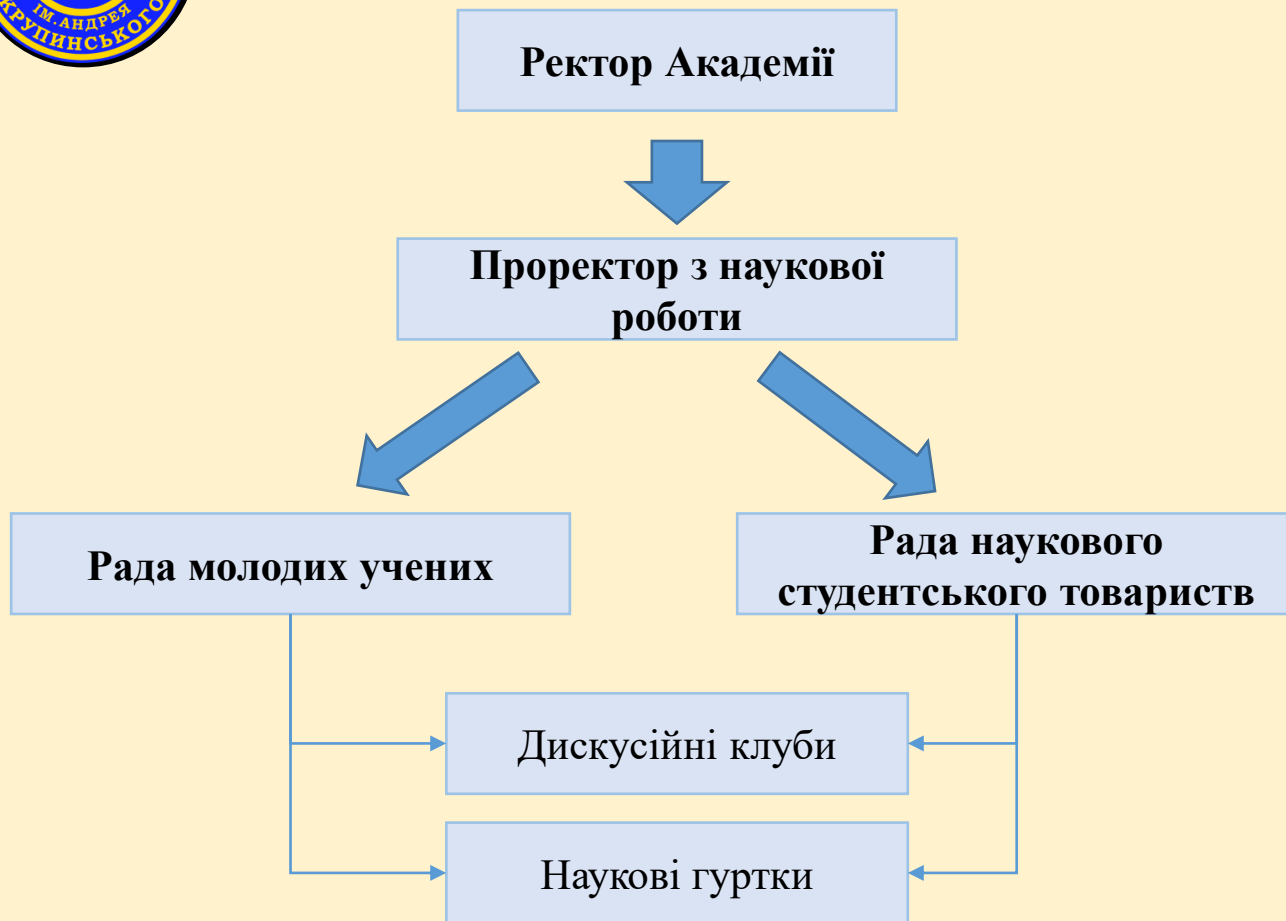 ІМ. АНДРЕЯ
КРУПИНСЬКОГО
Ректор Академії
Проректор з наукової
роботи
Рада молодих учених
Рада наукового
студентського товариств
Дискусійні клуби
Наукові гуртки